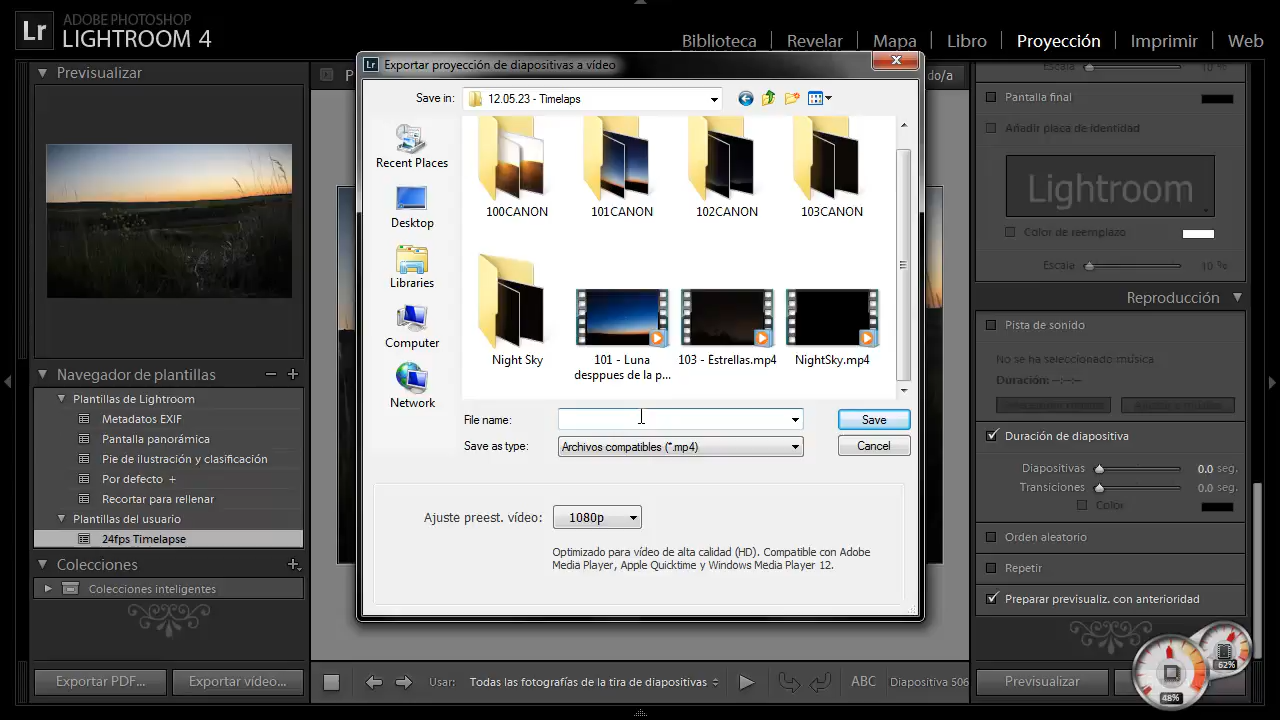 Lr
ADOBE PHOTOSHOP
LIGHTROOM 4
Biblioteca
Revelar
Mapa
Libro
Proyección
Imprimir
Web
Previsualizar
Navegador de plantillas
Plantillas de Lightroom
Metadatos EXIF
Pantalla panorámica
Pie de ilustración y clasificación
Por defecto +
Recortar para rellenar
Plantillas del usuario
24fps Timelapse
Colecciones
Colecciones inteligentes
Exportar PDF...
Exportar vídeo...
Lr Exportar proyección de diapositivas a vídeo
Save in: 12.05.23 - Timelaps
Recent Places
Desktop
Libraries
Computer
Network
100CANON
101CANON
102CANON
103CANON
Night Sky
101 - Luna
desppues de la p...
103 - Estrellas.mp4
NightSky.mp4
File name:
Save
Save as type: Archivos compatibles (*.mp4)
Cancel
Ajuste preest. vídeo: 1080p
Optimizado para vídeo de alta calidad (HD). Compatible con Adobe
Media Player, Apple Quicktime y Windows Media Player 12.
Usar: Todas las fotografías de la tira de diapositivas
ABC
Diapositiva 506
Escala 10 %
Pantalla final
Añadir placa de identidad
Lightroom
Color de reemplazo
Escala 10 %
Reproducción
Pista de sonido
No se ha seleccionado música
Duración: --:--:--
Duración de diapositiva
Diapositivas 0.0 seg.
Transiciones 0.0 seg.
Color
Orden aleatorio
Repetir
Preparar previsualiz. con anterioridad
Previsualizar
48%
62%